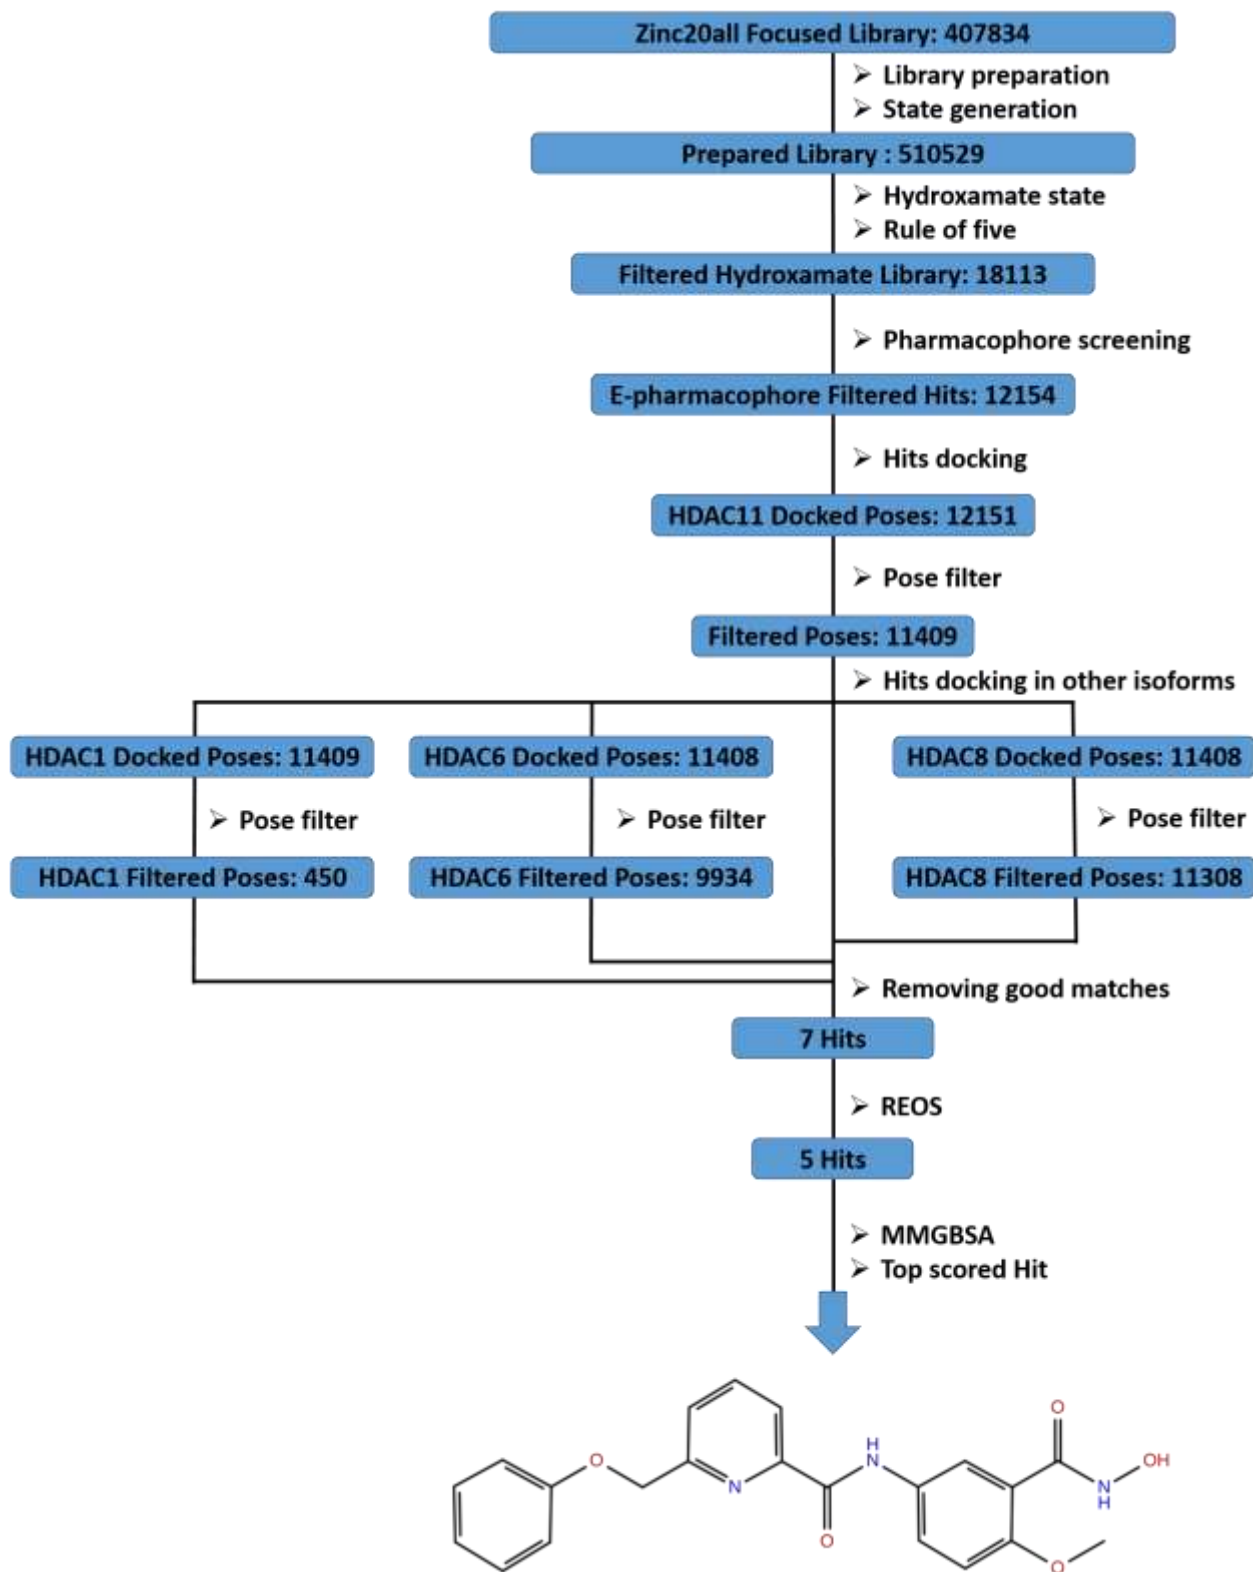 Zinc20all Focused Library: 407834
➢ Library preparation
➢ State generation
Prepared Library : 510529
➢ Hydroxamate state
➢ Rule of five
Filtered Hydroxamate Library: 18113
➢ Pharmacophore screening
E-pharmacophore Filtered Hits: 12154
➢ Hits docking
HDAC11 Docked Poses: 12151
➢ Pose filter
Filtered Poses: 11409
➢ Hits docking in other isoforms
HDAC1 Docked Poses: 11409
HDAC6 Docked Poses: 11408
HDAC8 Docked Poses: 11408
➢ Pose filter
➢ Pose filter
➢ Pose filter
HDAC1 Filtered Poses: 450
HDAC6 Filtered Poses: 9934
HDAC8 Filtered Poses: 11308
➢ Removing good matches
7 Hits
➢ REOS
5 Hits
➢ MMGBSA
➢ Top scored Hit
O
N
O
H
N
O
N
H
OH
O